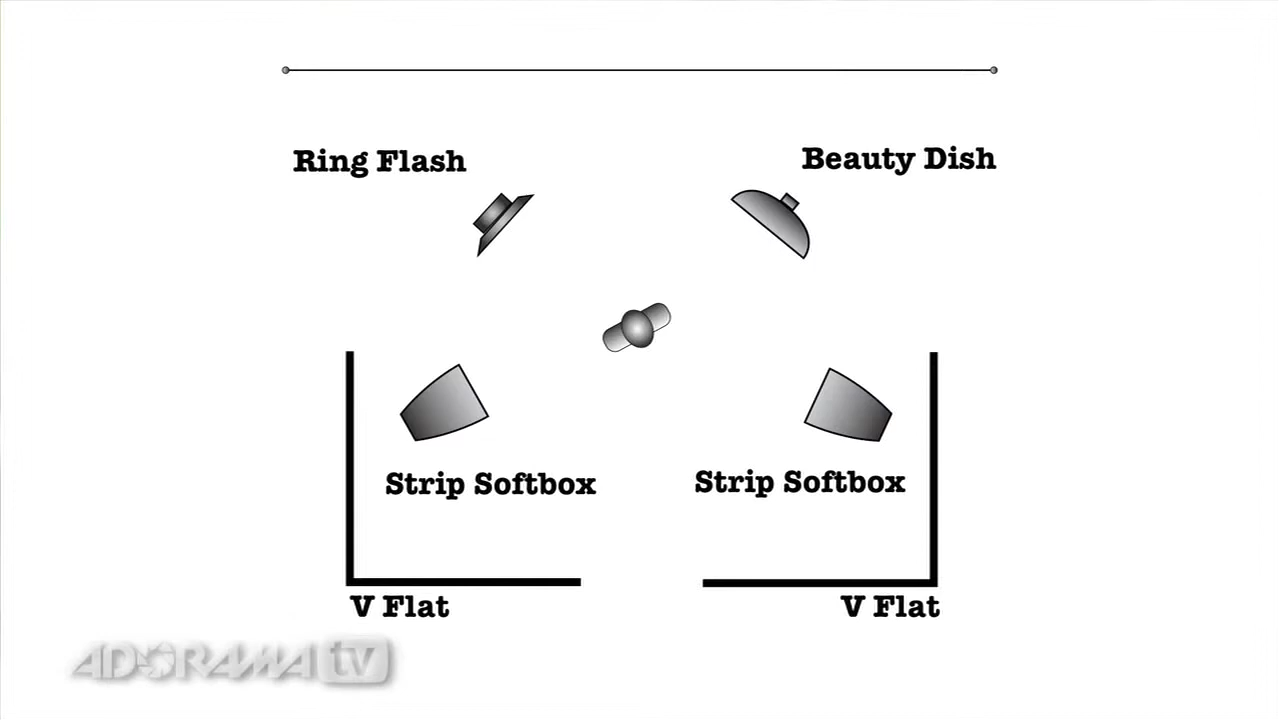 Ring Flash
Beauty Dish
Strip Softbox
Strip Softbox
V Flat
V Flat
ADORAMA tv